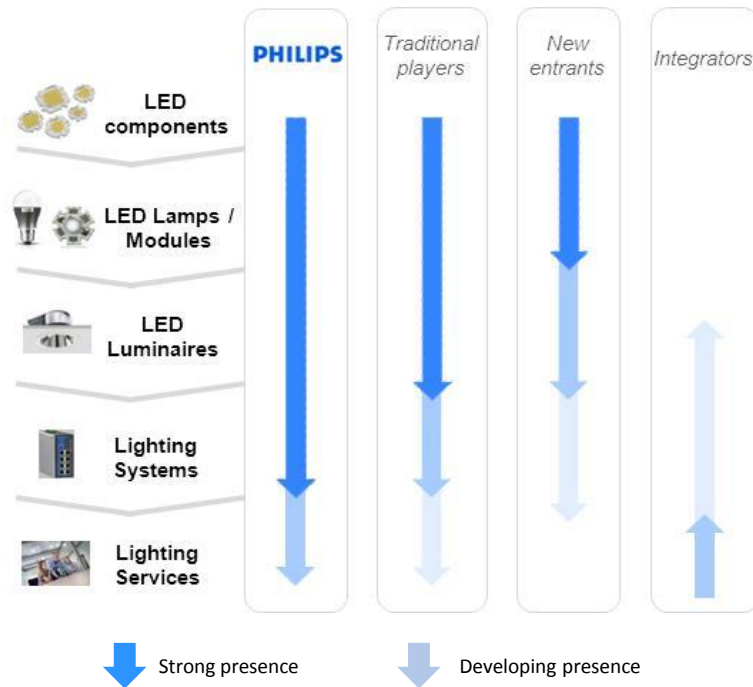 PHILIPS
Traditional
players
New
entrants
Integrators
LED
components
LED Lamps /
Modules
LED
Luminaires
Lighting
Systems
Lighting
Services
Strong presence
Developing presence